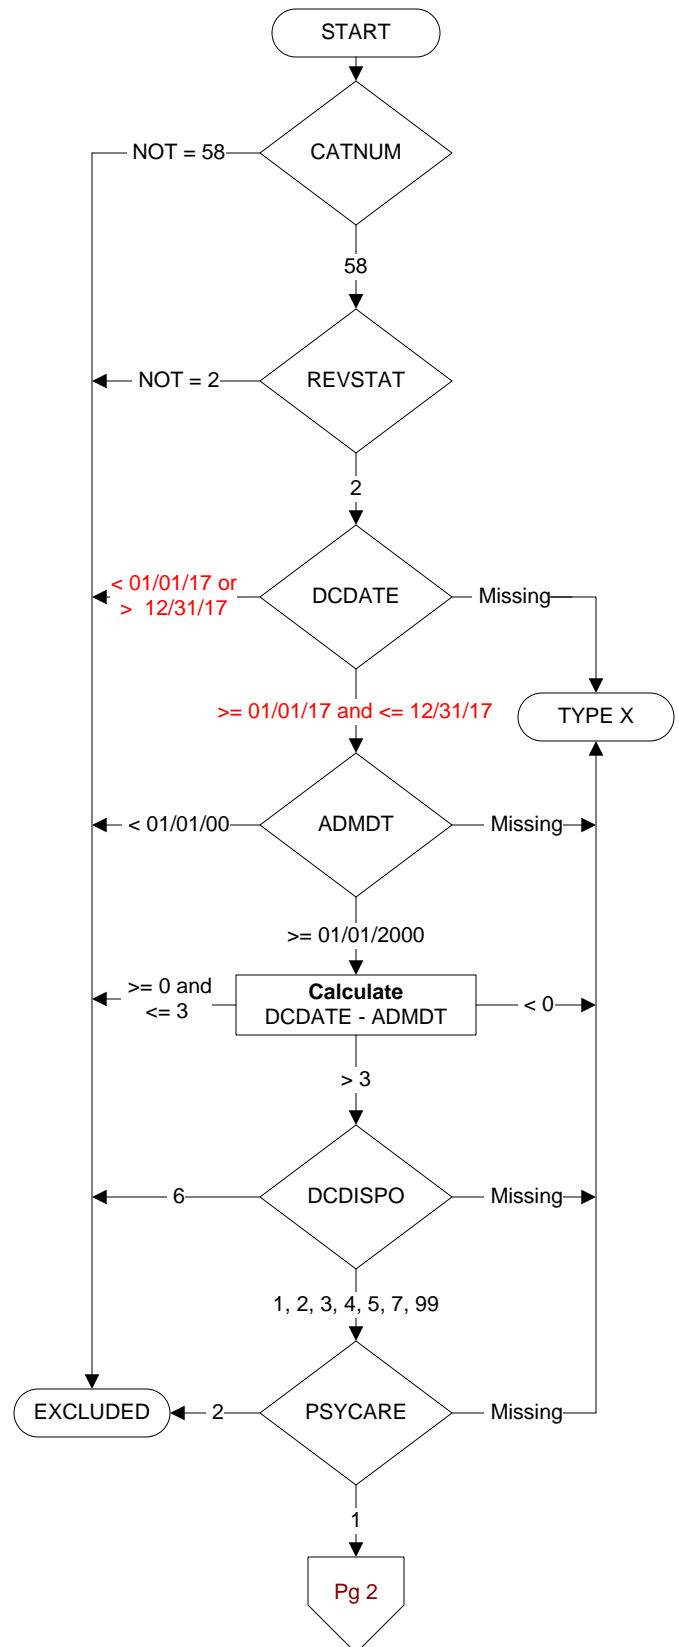 START
CATNUM
NOT = 58
58
REVSTAT
NOT = 2
2
DCDATE
< 01/01/17 or
> 12/31/17
Missing
>= 01/01/17 and <= 12/31/17
TYPE X
ADMDT
< 01/01/00
Missing
>= 01/01/2000
Calculate
DCDATE - ADMDT
>= 0 and
<= 3
< 0
> 3
DCDISPO
6
Missing
1, 2, 3, 4, 5, 7, 99
EXCLUDED
2
PSYCARE
Missing
1
Pg 2